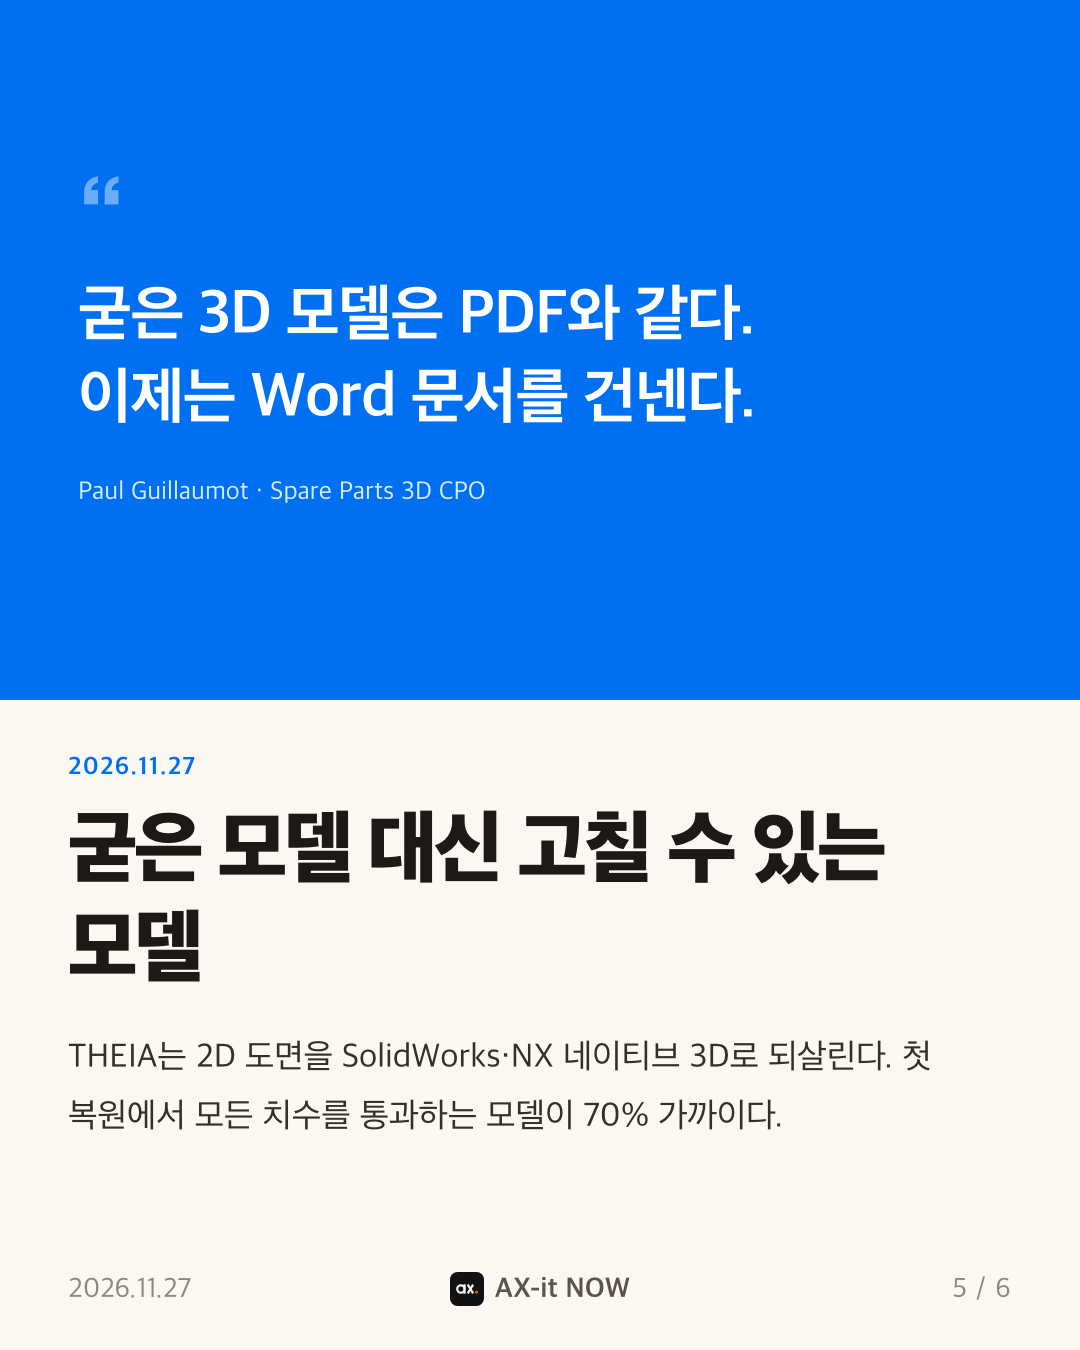 “
굳은 3D 모델은 PDF와 같다.
이제는 Word 문서를 건넨다.
Paul Guillaumot · Spare Parts 3D CPO
2026.11.27
굳은 모델 대신 고칠 수 있는
모델
THEIA는 2D 도면을 SolidWorks·NX 네이티브 3D로 되살린다. 첫
복원에서 모든 치수를 통과하는 모델이 70% 가까이다.
2026.11.27
ax. AX-it NOW
5 / 6